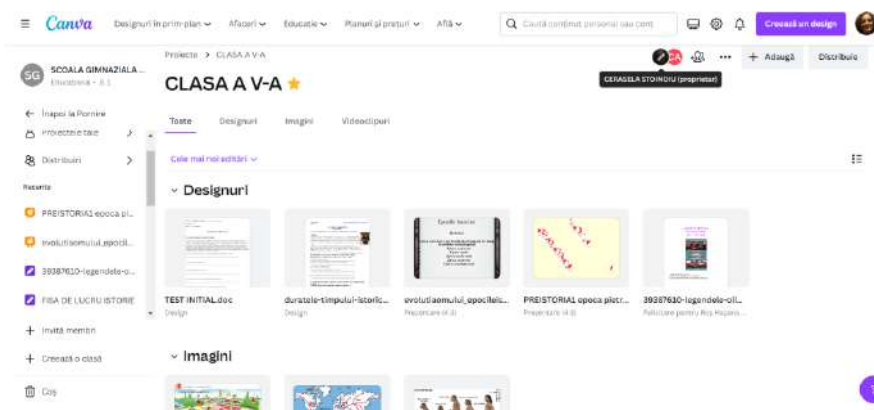 Canva
Designuri în prim-plan
Afaceri
Educație
Planuri și prețuri
Află
Caută conținut personal sau conț
Creează un design
SG
SCOALA GIMNAZIALA ...
Înapoi la Pornire
Proiectele tale
Distribuiri
Recente
PREISTORIA1 epoca pi...
evolutiaomului_epocil...
39387610-legendele-o...
FISA DE LUCRU ISTORIE
Invită membri
Creează o clasă
Coș
Proiecte > CLASA A V-A
CLASA A V-A
CA
Adaugă
Distribuie
CERASELA STOINOIU (proprietar)
Toate
Designuri
Imagini
Videoclipuri
Cele mai noi editări
Designuri
TEST INITIAL.doc
Design
duratele-timpului-istoric...
Design
evolutiaomului_epocileis...
PREISTORIA1 epoca pietr...
39387610-legendele-oli...
Imagini